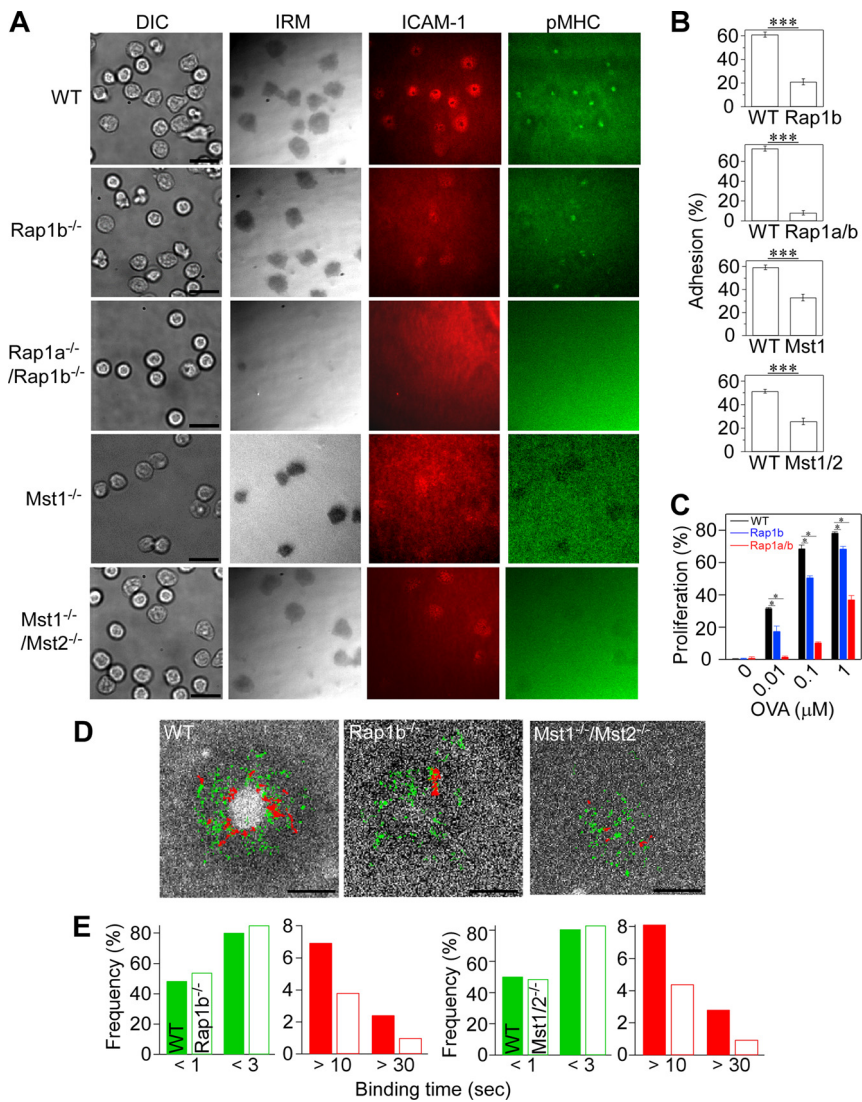 A
DIC IRM ICAM-1 pMHC
WT
Rap1b-/-
Rap1a-/-
/Rap1b-/-
Mst1-/-
Mst1-/-
/Mst2-/-
B
Adhesion (%)
60
40
20
0
***
WT Rap1b
60
40
20
0
***
WT Rap1a/b
60
40
20
0
***
WT Mst1
60
40
20
0
***
WT Mst1/2
C
Proliferation (%)
80
60
40
20
0
WT
Rap1b
Rap1a/b
* * * * * *
0 0.01 0.1 1
OVA (µM)
D
WT Rap1b-/- Mst1-/-/Mst2-/-
E
Frequency (%)
80
60
40
20
0
WT
Rap1b-/-
< 1 < 3
8
6
4
2
0
> 10 > 30
Frequency (%)
80
60
40
20
0
WT
Mst1/2-/-
< 1 < 3
8
6
4
2
0
> 10 > 30
Binding time (sec)